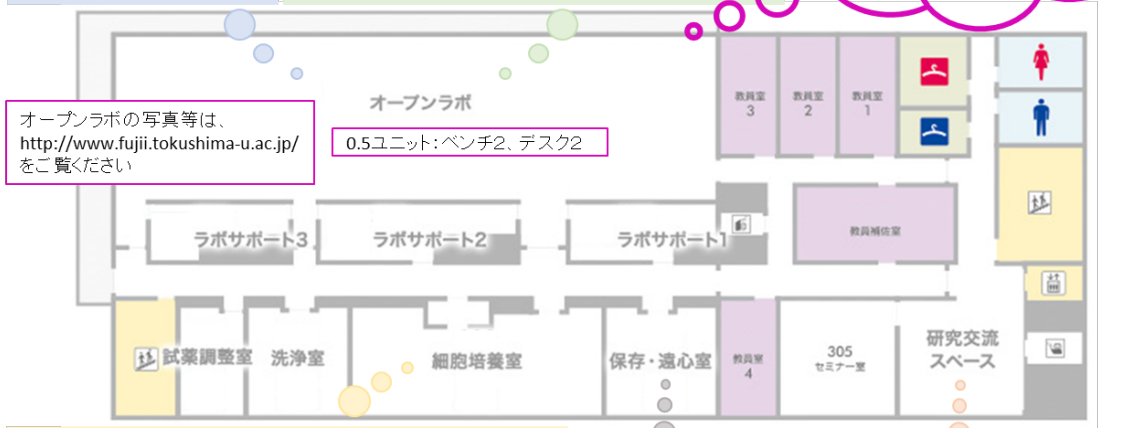 オープンラボ
教員室
3
教員室
2
教員室
1
オープンラボの写真等は、
http://www.fujii.tokushima-u.ac.jp/
をご覧ください
0.5ユニット：ベンチ2、デスク2
ラボサポート3
ラボサポート2
ラボサポート1
教員補佐室
試薬調整室
洗浄室
細胞培養室
保存・遠心室
教員室
4
305
セミナー室
研究交流
スペース